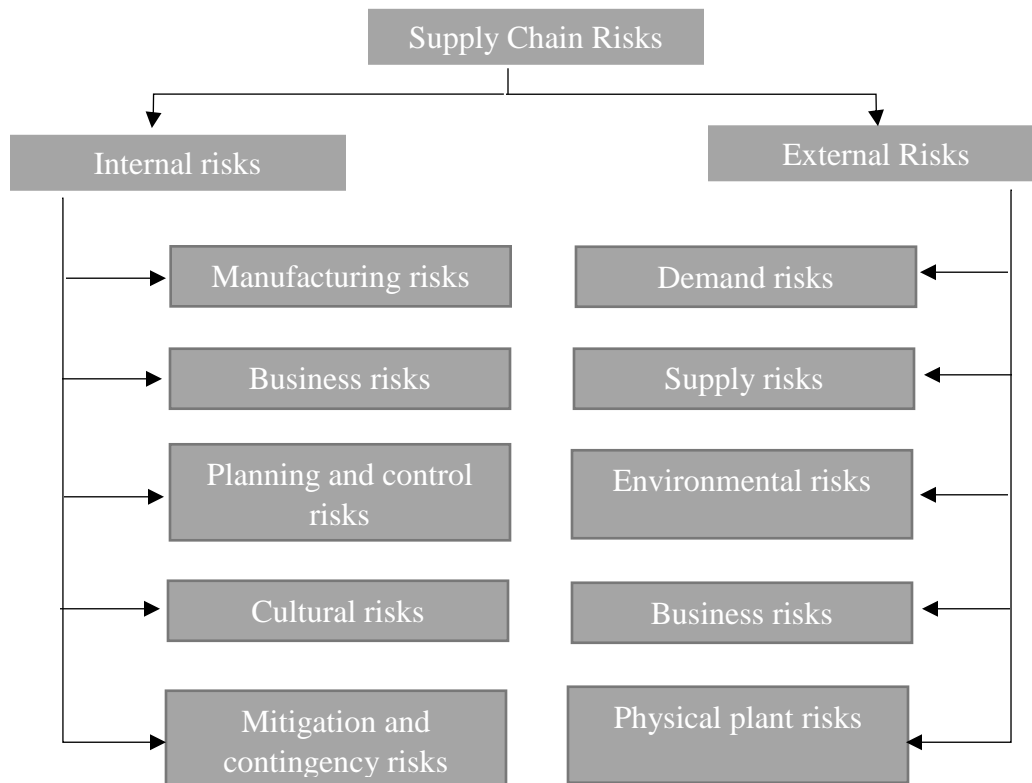 Supply Chain Risks
Internal risks
External Risks
Manufacturing risks
Demand risks
Business risks
Supply risks
Planning and control
risks
Environmental risks
Cultural risks
Business risks
Mitigation and
contingency risks
Physical plant risks